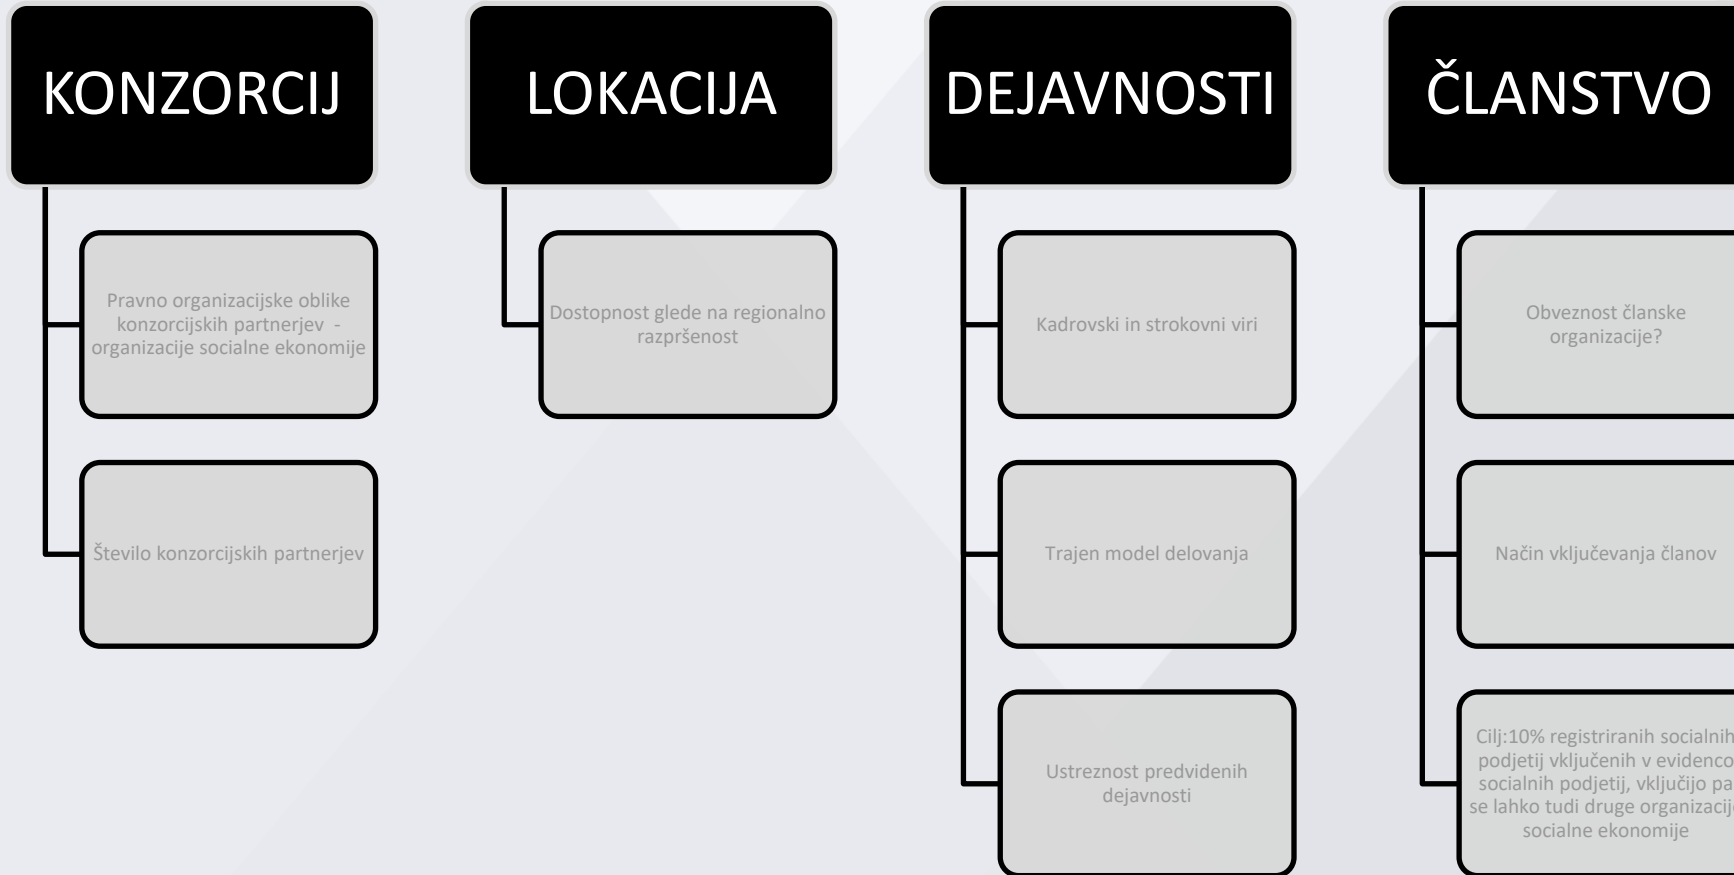 KONZORCIJ
Pravno organizacijske oblike
konzorcijskih partnerjev -
organizacije socialne ekonomije
Število konzorcijskih partnerjev
LOKACIJA
Dostopnost glede na regionalno
razpršenost
DEJAVNOSTI
Kadrovski in strokovni viri
Trajen model delovanja
Ustreznost predvidenih
dejavnosti
ČLANSTVO
Obveznost članske
organizacije?
Način vključevanja članov
Cilj:10% registriranih socialnih
podjetij vključenih v evidenco
socialnih podjetij, vključijo pa
se lahko tudi druge organizacije
socialne ekonomije